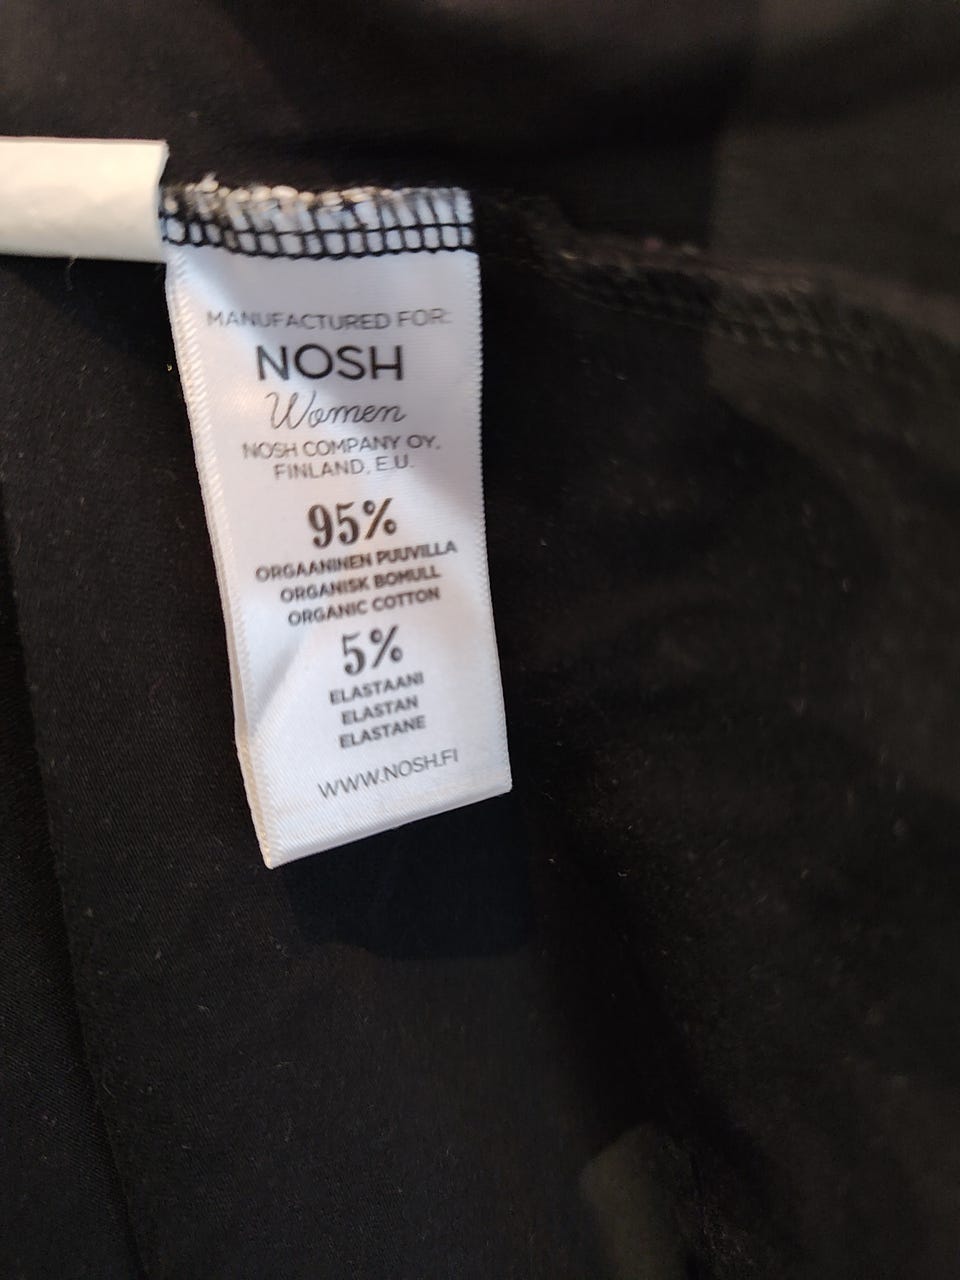 MANUFACTURED FOR:
NOSH
Women
NOSH COMPANY OY,
FINLAND, E.U.
95%
ORGAANINEN PUUVILLA
ORGANISK BOMULL
ORGANIC COTTON
5%
ELASTAANI
ELASTAN
ELASTANE
WWW.NOSH.FI